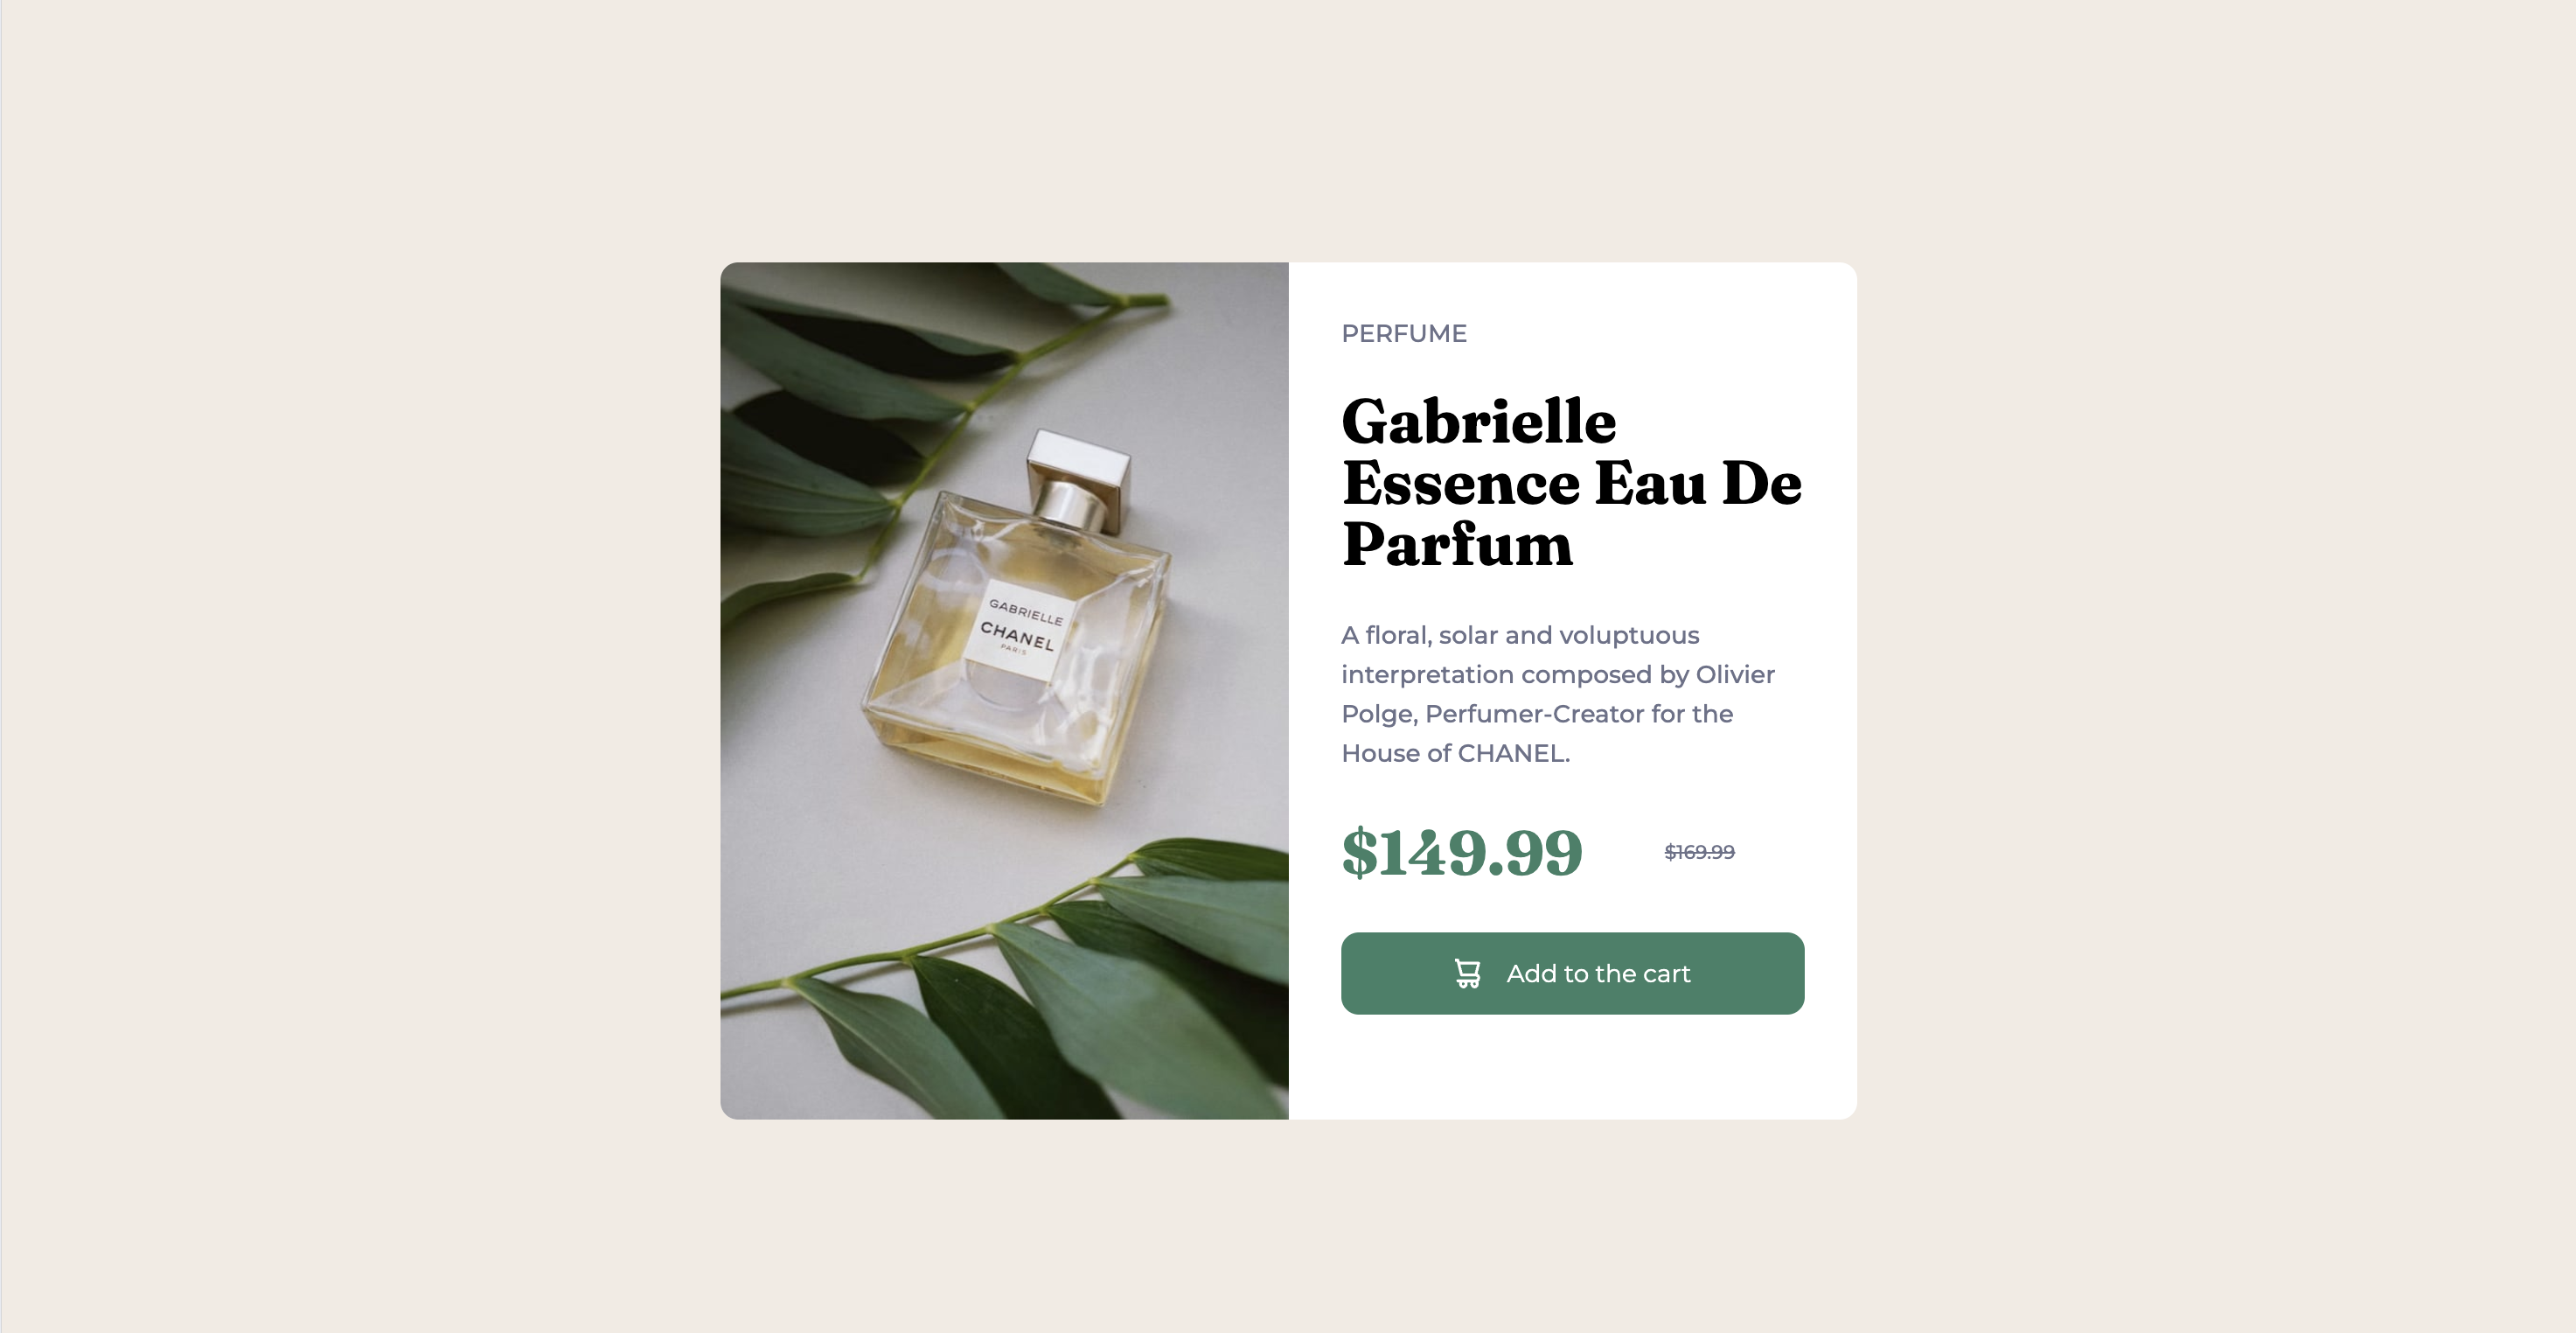 GABRIELLE
CHANEL
PARIS
PERFUME
Gabrielle
Essence Eau De
Parfum
A floral, solar and voluptuous
interpretation composed by Olivier
Polge, Perfumer-Creator for the
House of CHANEL.
$149.99 $169.99
Add to the cart